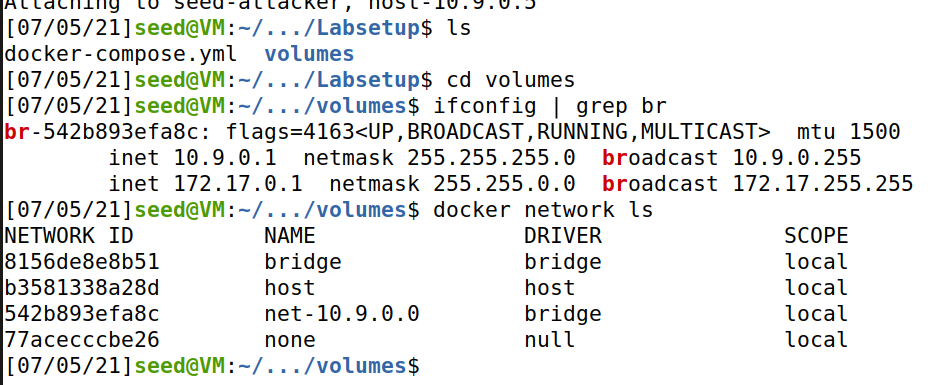 Attaching to seed-attacker, host-10.9.0.5
[07/05/21]seed@VM:~/.../Labsetup$ ls
docker-compose.yml  volumes
[07/05/21]seed@VM:~/.../Labsetup$ cd volumes
[07/05/21]seed@VM:~/.../volumes$ ifconfig | grep br
br-542b893efa8c: flags=4163<UP,BROADCAST,RUNNING,MULTICAST>  mtu 1500
        inet 10.9.0.1  netmask 255.255.255.0  broadcast 10.9.0.255
        inet 172.17.0.1  netmask 255.255.0.0  broadcast 172.17.255.255
[07/05/21]seed@VM:~/.../volumes$ docker network ls
NETWORK ID          NAME                DRIVER              SCOPE
8156de8e8b51        bridge              bridge              local
b3581338a28d        host                host                local
542b893efa8c        net-10.9.0.0        bridge              local
77acecccbe26        none                null                local
[07/05/21]seed@VM:~/.../volumes$